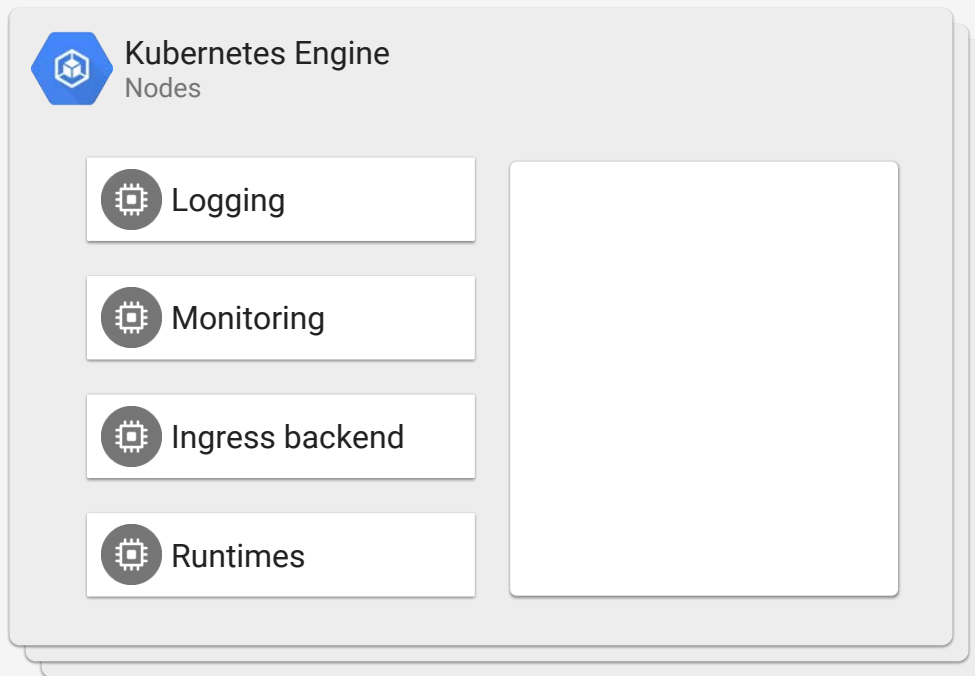 Kubernetes Engine
Nodes
Logging
Monitoring
Ingress backend
Runtimes